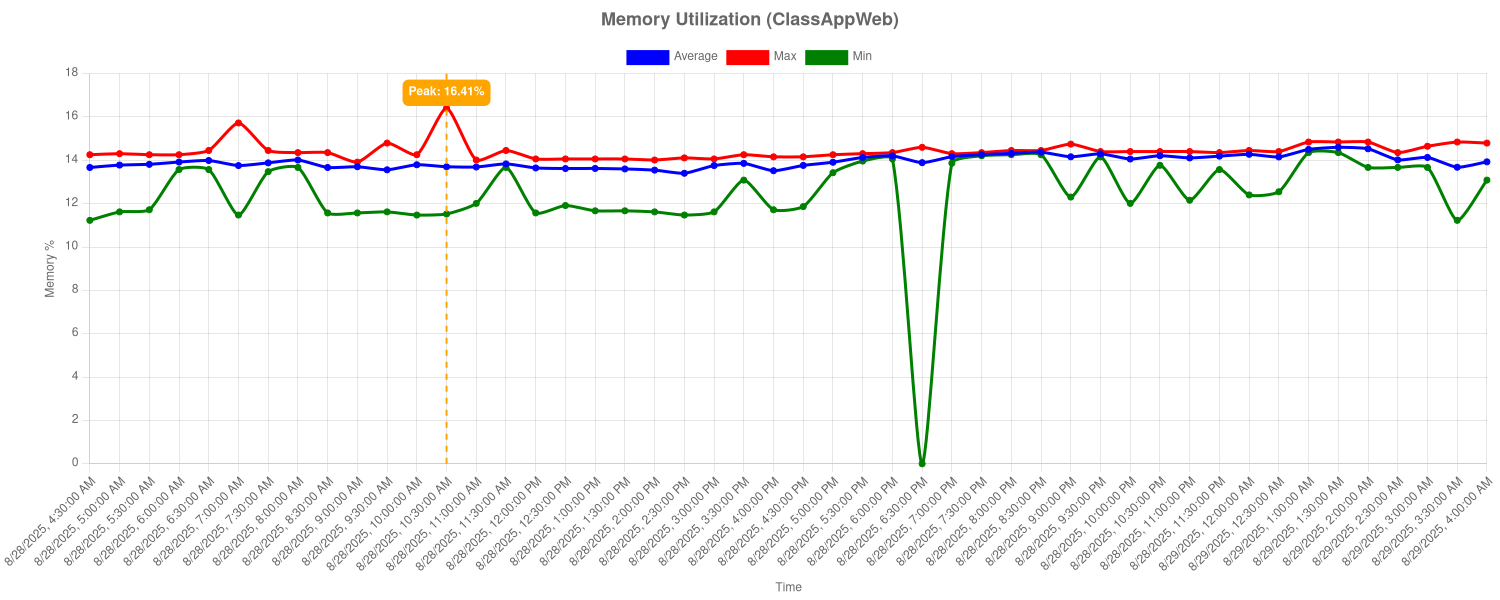 Memory Utilization (ClassAppWeb)
Average Max Min
Peak: 16.41%
18
16
14
12
10
8
6
4
2
0
Memory %
8/28/2025, 4:30:00 AM
8/28/2025, 5:00:00 AM
8/28/2025, 5:30:00 AM
8/28/2025, 6:00:00 AM
8/28/2025, 6:30:00 AM
8/28/2025, 7:00:00 AM
8/28/2025, 7:30:00 AM
8/28/2025, 8:00:00 AM
8/28/2025, 8:30:00 AM
8/28/2025, 9:00:00 AM
8/28/2025, 9:30:00 AM
8/28/2025, 10:00:00 AM
8/28/2025, 10:30:00 AM
8/28/2025, 11:00:00 AM
8/28/2025, 11:30:00 AM
8/28/2025, 12:00:00 PM
8/28/2025, 12:30:00 PM
8/28/2025, 1:00:00 PM
8/28/2025, 1:30:00 PM
8/28/2025, 2:00:00 PM
8/28/2025, 2:30:00 PM
8/28/2025, 3:00:00 PM
8/28/2025, 3:30:00 PM
8/28/2025, 4:00:00 PM
8/28/2025, 4:30:00 PM
8/28/2025, 5:00:00 PM
8/28/2025, 5:30:00 PM
8/28/2025, 6:00:00 PM
8/28/2025, 6:30:00 PM
8/28/2025, 7:00:00 PM
8/28/2025, 7:30:00 PM
8/28/2025, 8:00:00 PM
8/28/2025, 8:30:00 PM
8/28/2025, 9:00:00 PM
8/28/2025, 9:30:00 PM
8/28/2025, 10:00:00 PM
8/28/2025, 10:30:00 PM
8/28/2025, 11:00:00 PM
8/28/2025, 11:30:00 PM
8/29/2025, 12:00:00 AM
8/29/2025, 12:30:00 AM
8/29/2025, 1:00:00 AM
8/29/2025, 1:30:00 AM
8/29/2025, 2:00:00 AM
8/29/2025, 2:30:00 AM
8/29/2025, 3:00:00 AM
8/29/2025, 3:30:00 AM
8/29/2025, 4:00:00 AM
Time